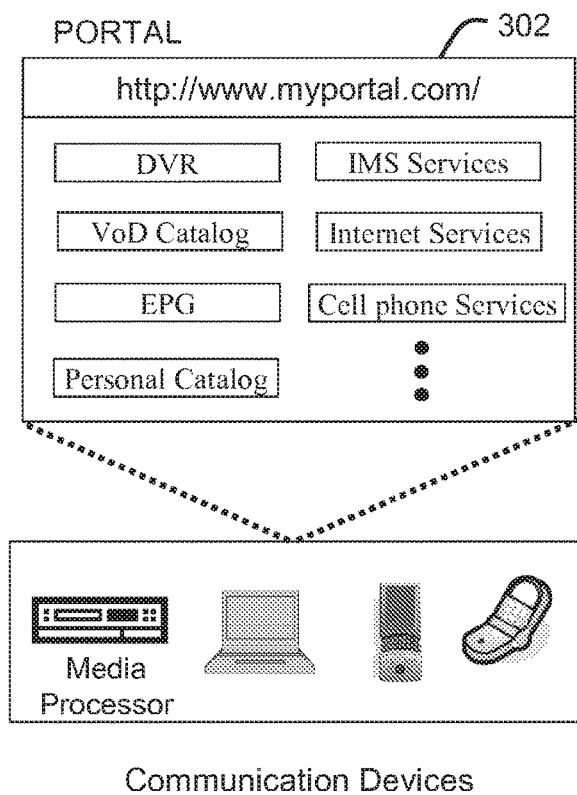 PORTAL
302
http://www.myportal.com/
DVR
IMS Services
VoD Catalog
Internet Services
EPG
Cell phone Services
Personal Catalog
Media
Processor
Communication Devices